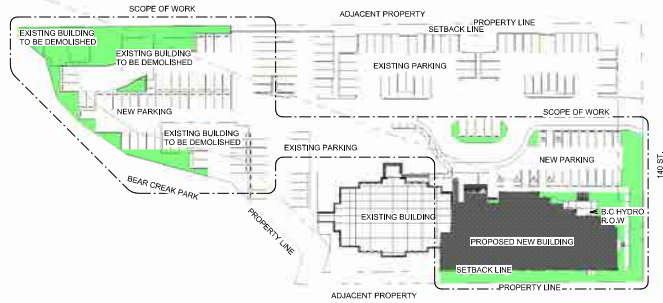 SCOPE OF WORK
ADJACENT PROPERTY
PROPERTY LINE
SETBACK LINE
EXISTING BUILDING
TO BE DEMOLISHED
EXISTING BUILDING
TO BE DEMOLISHED
EXISTING PARKING
NEW PARKING
SCOPE OF WORK
EXISTING BUILDING
TO BE DEMOLISHED
EXISTING PARKING
NEW PARKING
140 ST.
BEAR CREAK PARK
PROPERTY LINE
EXISTING BUILDING
B.C HYDRO
R.O.W
PROPOSED NEW BUILDING
SETBACK LINE
PROPERTY LINE
ADJACENT PROPERTY